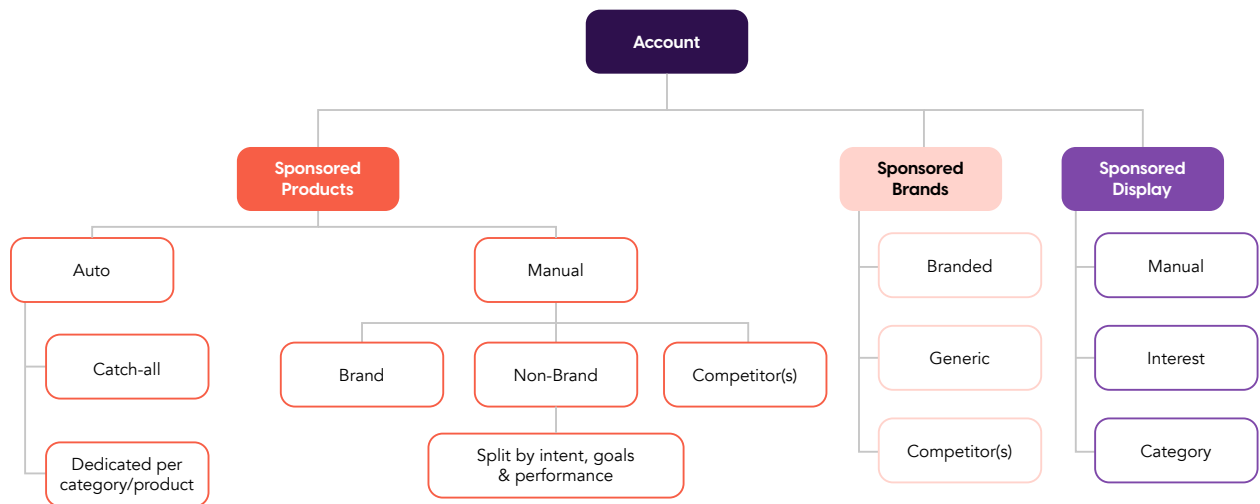 Account
Sponsored
Products
Sponsored
Brands
Sponsored
Display
Auto
Manual
Branded
Manual
Catch-all
Brand
Non-Brand
Competitor(s)
Generic
Interest
Dedicated per
category/product
Split by intent, goals
& performance
Competitor(s)
Category